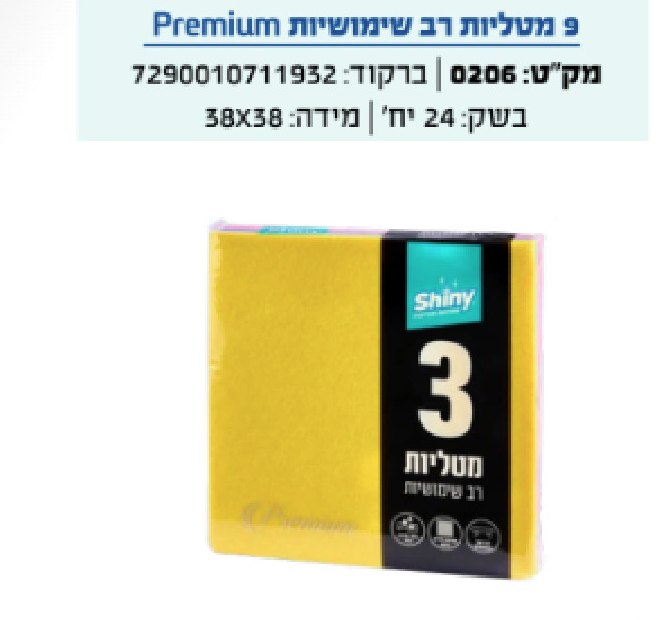 9 מטליות רב שימושיות Premium
מק"ט: 0206 | ברקוד: 7290010711932
בשק: 24 יח' | מידה: 38X38
Shiny
3
מטליות
רב שימושיות
Premium